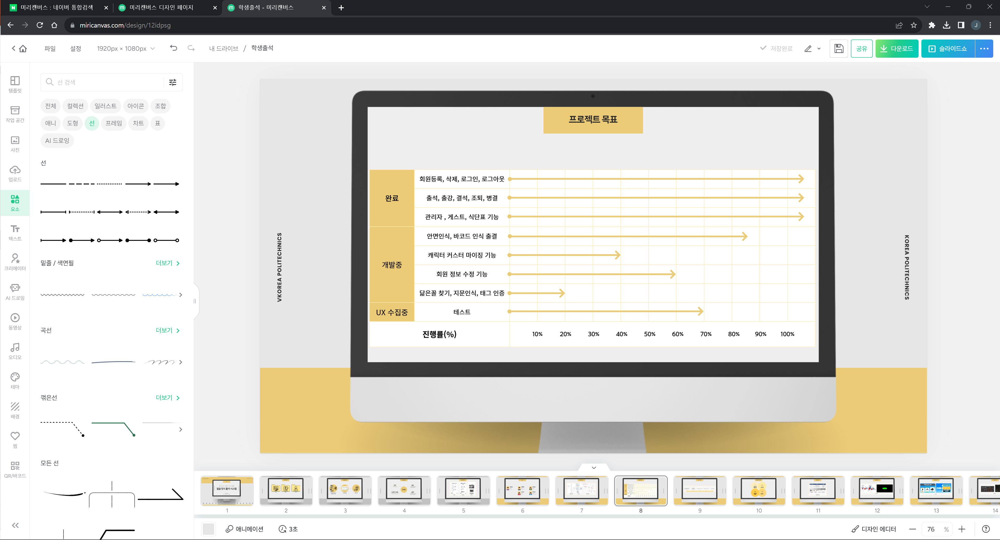 미리캔버스 : 네이버 통합검색
미리캔버스 디자인 페이지
학생출석 - 미리캔버스
miricanvas.com/design/12idpsg
J
파일
설정
1920px × 1080px
내 드라이브 / 학생출석
저장완료
공유
다운로드
슬라이드쇼
템플릿
작업 공간
사진
업로드
요소
텍스트
크리에이터
AI 드로잉
동영상
오디오
테마
배경
찜
QR/바코드
선 검색
전체 컬렉션 일러스트 아이콘 조합
애니 도형 선 프레임 차트 표
AI 드로잉
선
밑줄 / 색연필 더보기
곡선 더보기
꺾은선 더보기
모든 선
VKOREA POLITECHNICS
프로젝트 목표
완료
회원등록, 삭제, 로그인, 로그아웃
출석, 출강, 결석, 조퇴, 병결
관리자 , 게스트, 식단표 기능
개발중
안면인식, 바코드 인식 출결
캐릭터 커스터 마이징 기능
회원 정보 수정 기능
닮은꼴 찾기, 지문인식, 태그 인증
UX 수집중
테스트
진행률(%)
10% 20% 30% 40% 50% 60% 70% 80% 90% 100%
KOREA POLITECHNICS
얼굴 인식 출석 시스템
1 2 3 4 5 6 7 8 9 10 11 12 13 14
애니메이션
3초
디자인 에디터
76 %